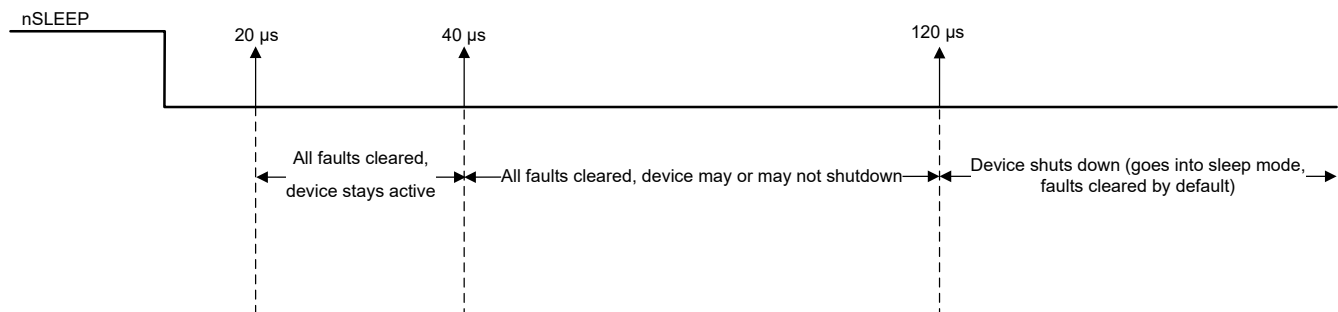 nSLEEP
20 µs
40 µs
120 µs
All faults cleared,
device stays active
All faults cleared, device may or may not shutdown
Device shuts down (goes into sleep mode,
faults cleared by default)